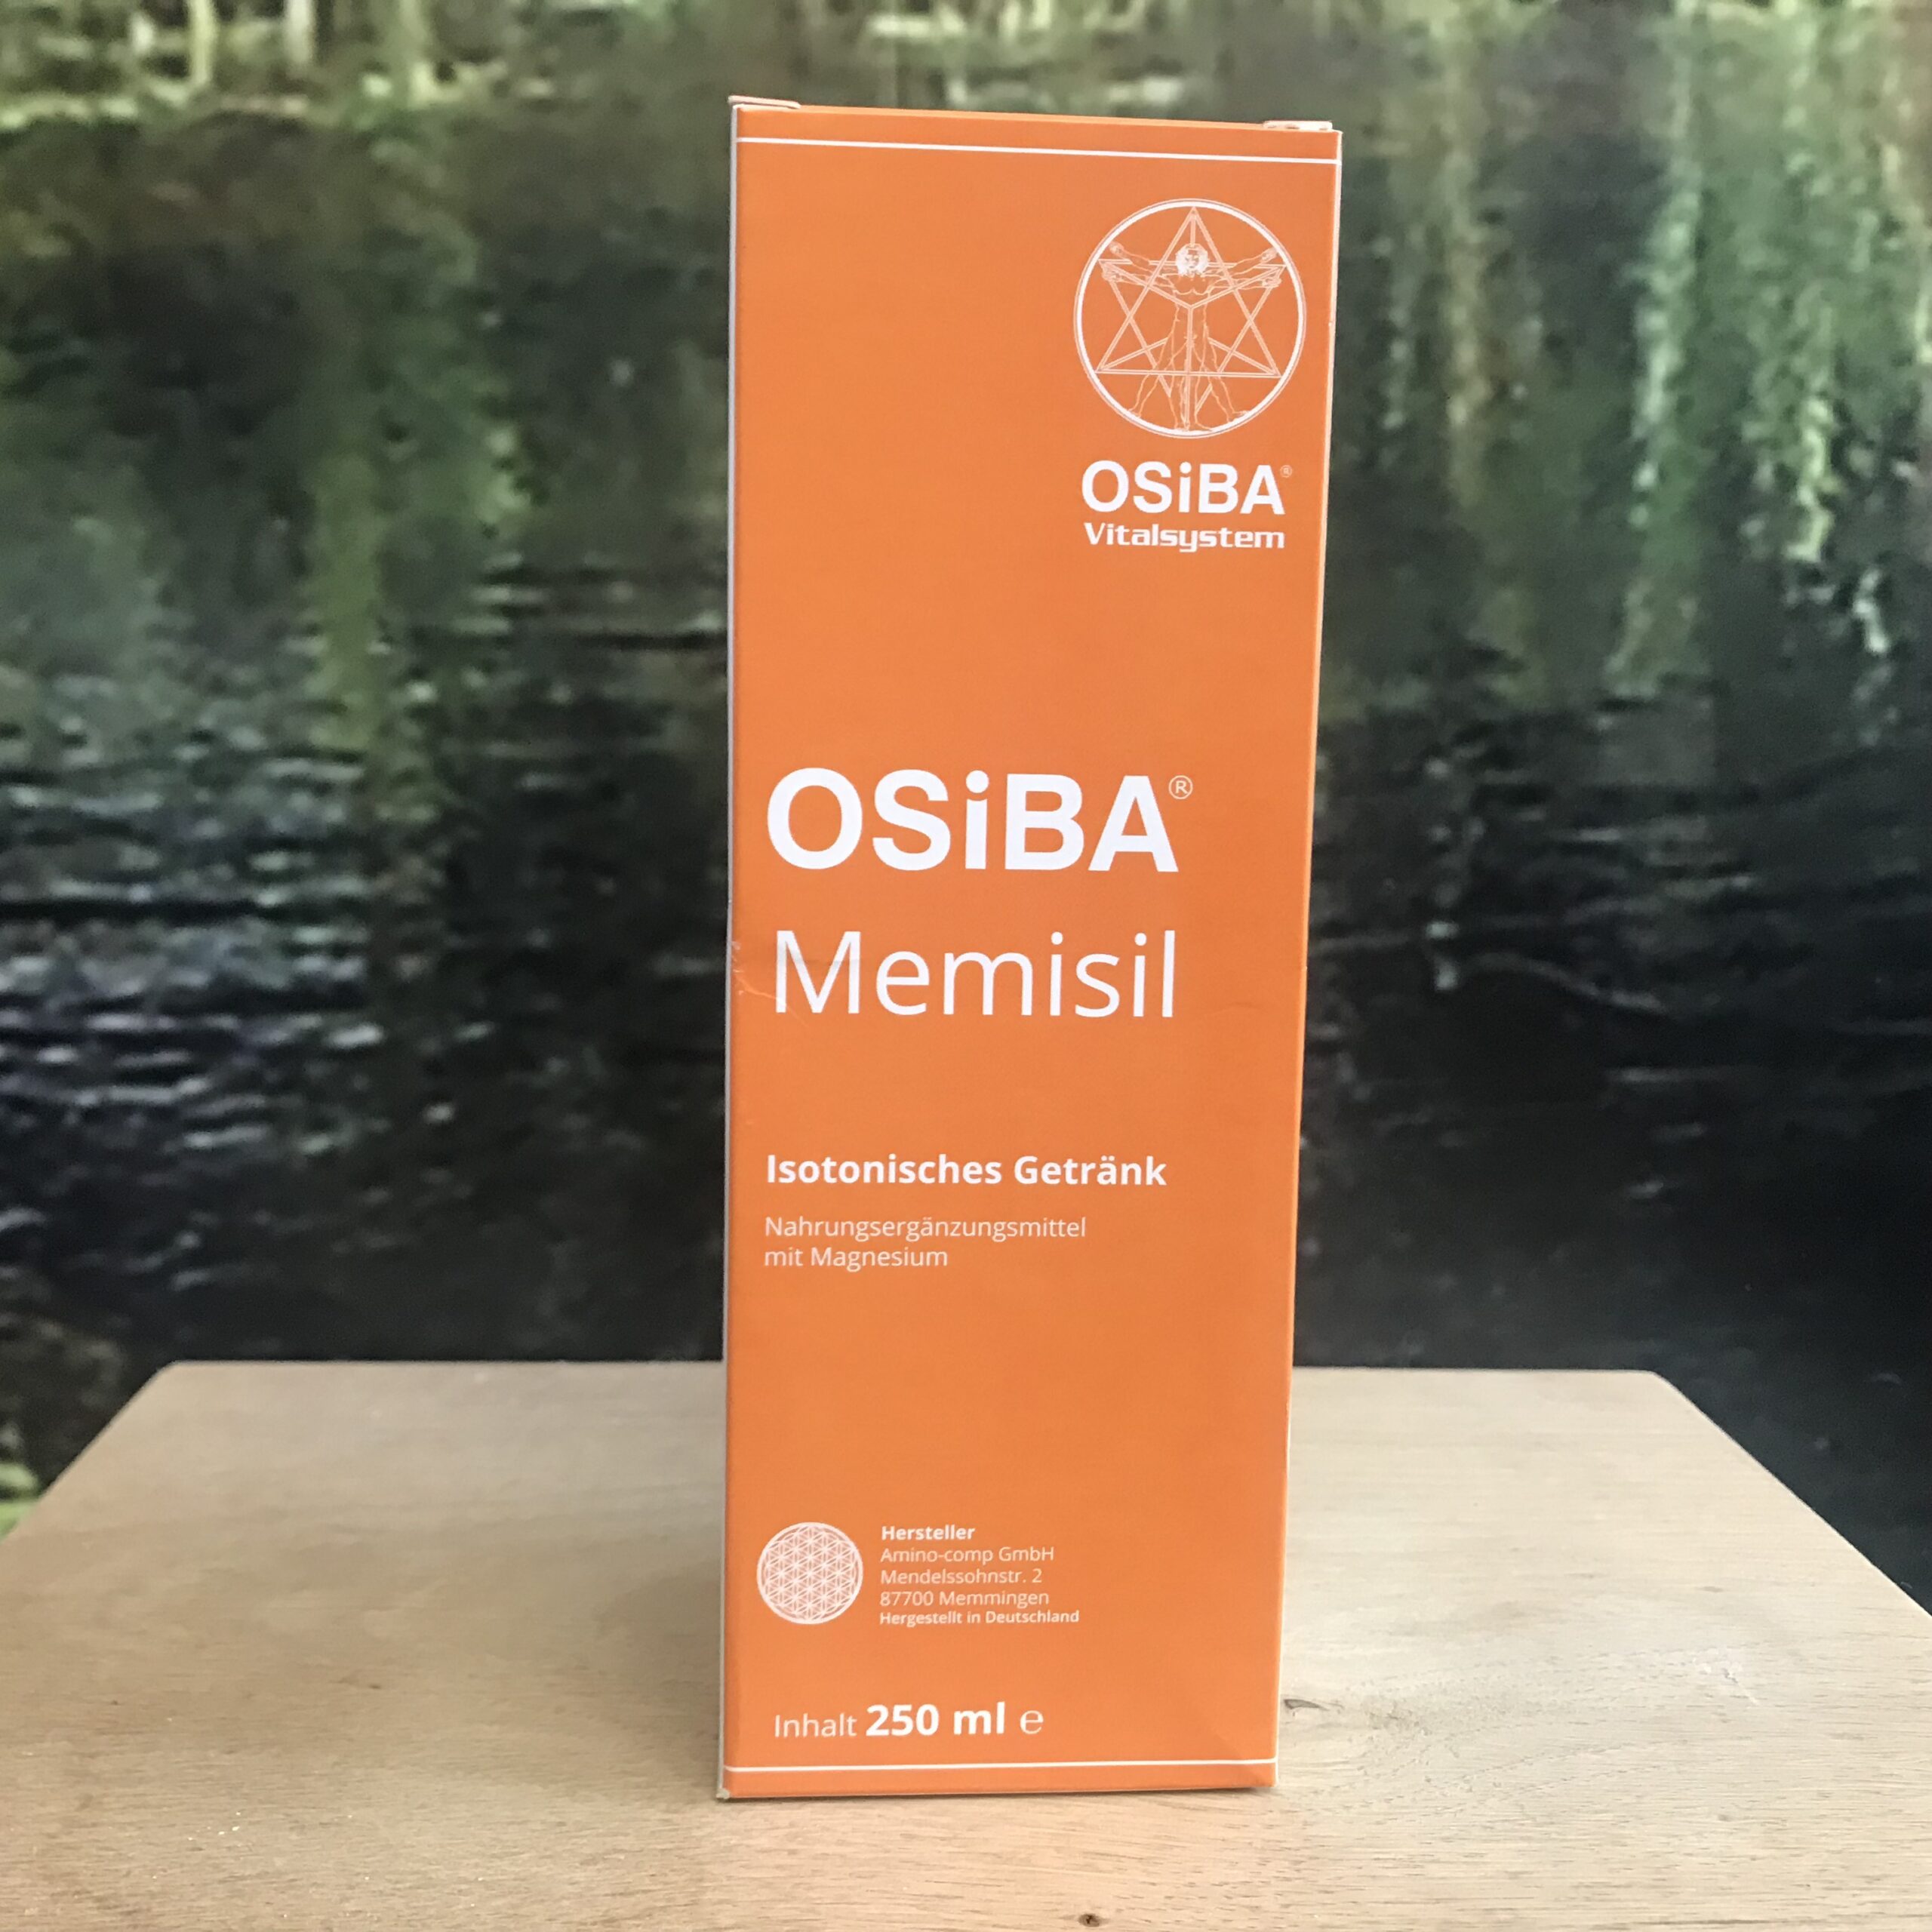 OSiBA®
Vitalsystem
OSiBA®
Memisil
Isotonisches Getränk
Nahrungsergänzungsmittel
mit Magnesium
Hersteller
Amino-comp GmbH
Mendelssohnstr. 2
87700 Memmingen
Hergestellt in Deutschland
Inhalt 250 ml ℮